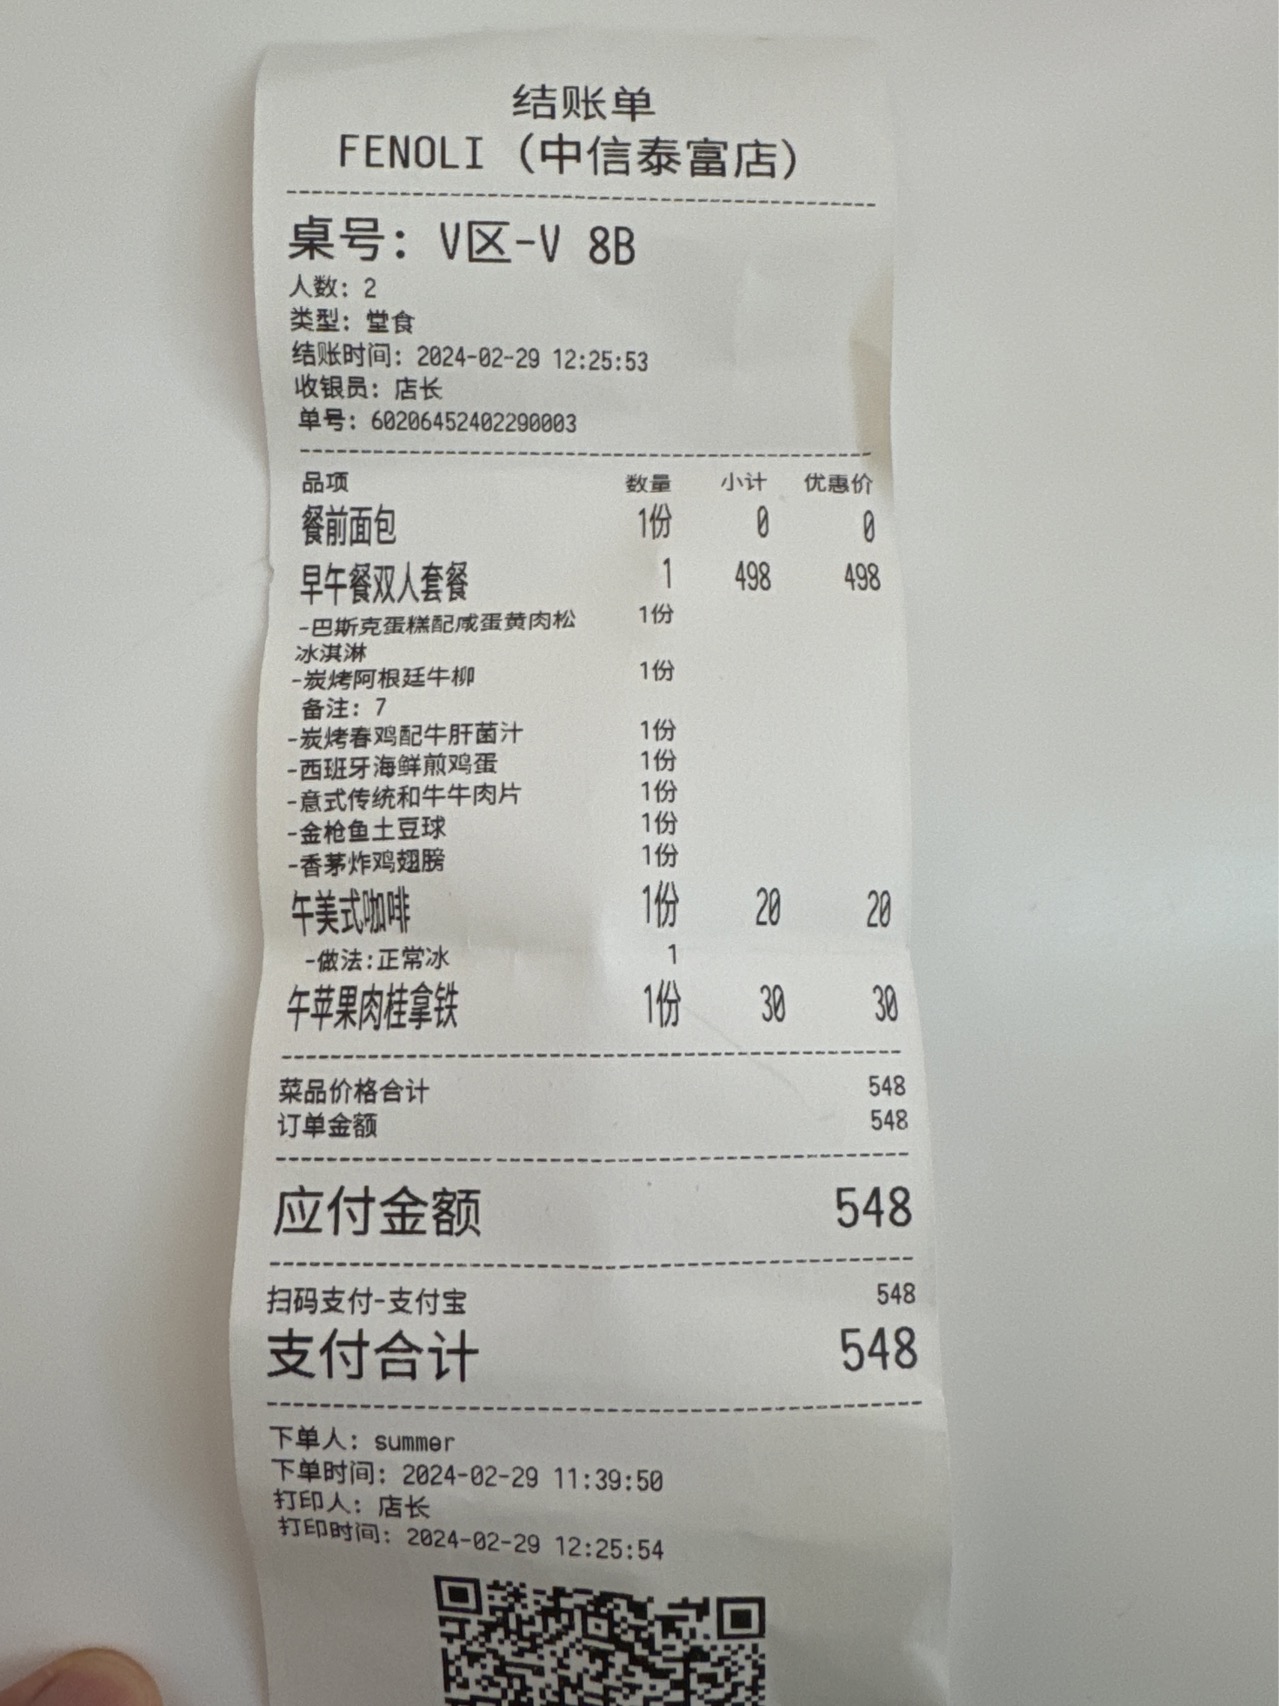 结账单
FENOLI（中信泰富店）
桌号：V区-V 8B
人数：2
类型：堂食
结账时间：2024-02-29 12:25:53
收银员：店长
单号：60206452402290003
品项 数量 小计 优惠价
餐前面包 1份 0 0
早午餐双人套餐 1 498 498
-巴斯克蛋糕配咸蛋黄肉松 1份
冰淇淋
-炭烤阿根廷牛柳 1份
备注：7
-炭烤春鸡配牛肝菌汁 1份
-西班牙海鲜煎鸡蛋 1份
-意式传统和牛牛肉片 1份
-金枪鱼土豆球 1份
-香茅炸鸡翅膀 1份
午美式咖啡 1份 20 20
-做法:正常冰 1
午苹果肉桂拿铁 1份 30 30
菜品价格合计 548
订单金额 548
应付金额 548
扫码支付-支付宝 548
支付合计 548
下单人：summer
下单时间：2024-02-29 11:39:50
打印人：店长
打印时间：2024-02-29 12:25:54